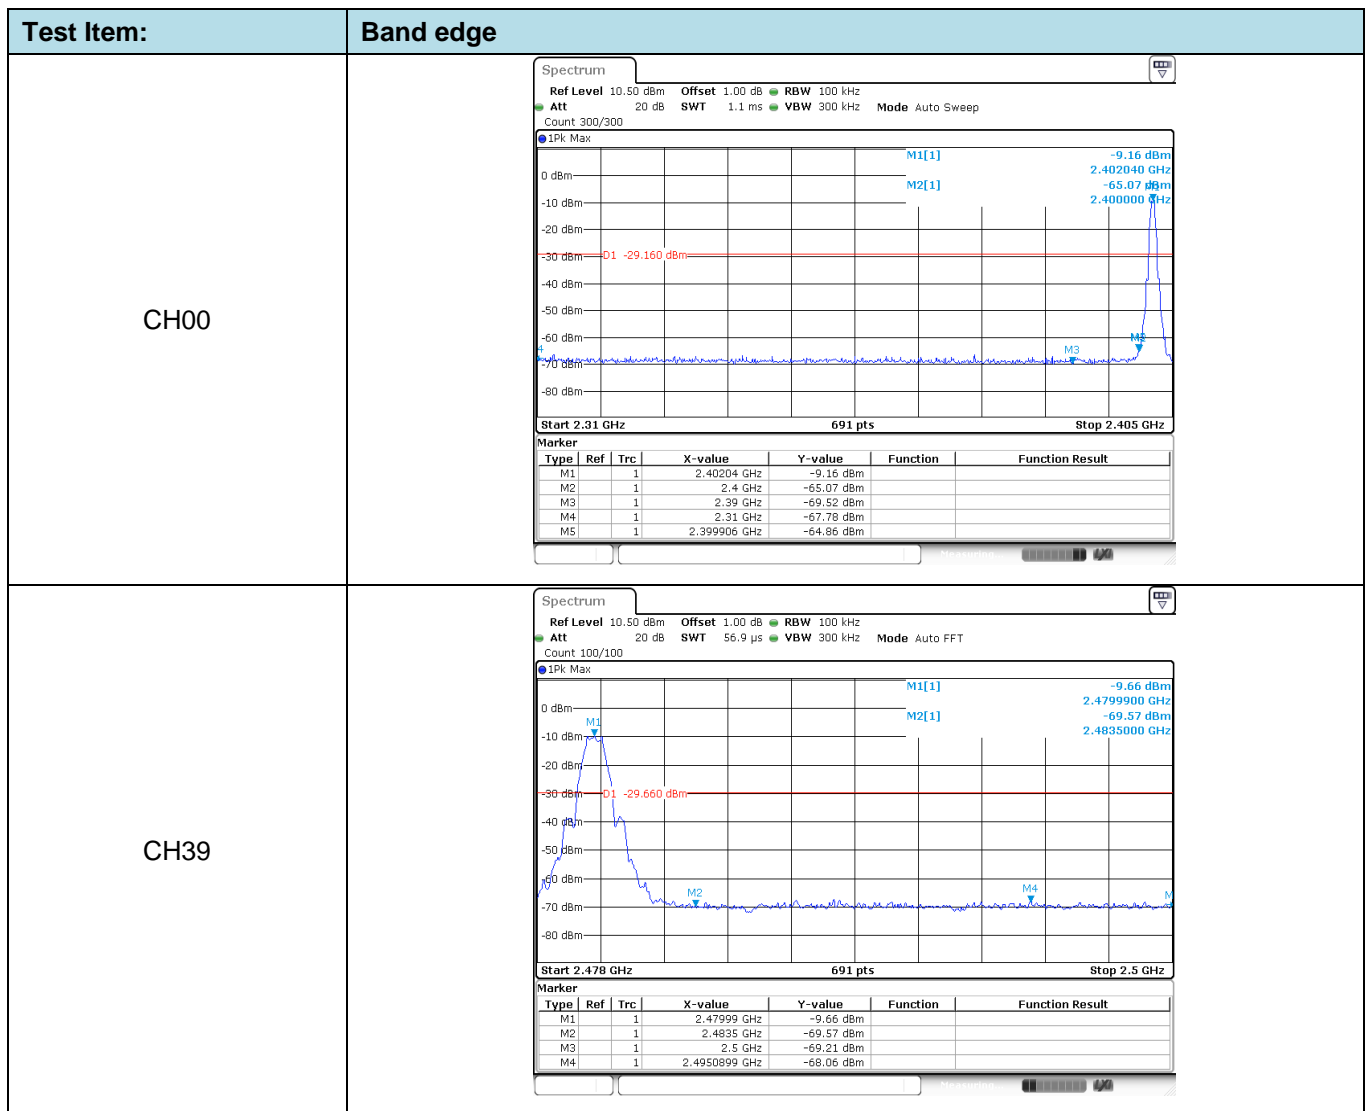 Test Item: Band edge
CH00
Spectrum
Ref Level 10.50 dBm Offset 1.00 dB RBW 100 kHz
Att 20 dB SWT 1.1 ms VBW 300 kHz Mode Auto Sweep
Count 300/300
1Pk Max
M1[1] -9.16 dBm
2.402040 GHz
M2[1] -65.07 dBm
2.400000 GHz
0 dBm
-10 dBm
-20 dBm
-30 dBm D1 -29.160 dBm
-40 dBm
-50 dBm
-60 dBm
4 M3
-70 dBm
-80 dBm
Start 2.31 GHz 691 pts Stop 2.405 GHz
Marker
Type Ref Trc X-value Y-value Function Function Result
M1 1 2.40204 GHz -9.16 dBm
M2 1 2.4 GHz -65.07 dBm
M3 1 2.39 GHz -69.52 dBm
M4 1 2.31 GHz -67.78 dBm
M5 1 2.399906 GHz -64.86 dBm
Measuring...
CH39
Spectrum
Ref Level 10.50 dBm Offset 1.00 dB RBW 100 kHz
Att 20 dB SWT 56.9 µs VBW 300 kHz Mode Auto FFT
Count 100/100
1Pk Max
M1[1] -9.66 dBm
2.4799900 GHz
M2[1] -69.57 dBm
2.4835000 GHz
0 dBm
M1
-10 dBm
-20 dBm
-30 dBm D1 -29.660 dBm
-40 dBm
-50 dBm
-60 dBm
M2 M4 M
-70 dBm
-80 dBm
Start 2.478 GHz 691 pts Stop 2.5 GHz
Marker
Type Ref Trc X-value Y-value Function Function Result
M1 1 2.47999 GHz -9.66 dBm
M2 1 2.4835 GHz -69.57 dBm
M3 1 2.5 GHz -69.21 dBm
M4 1 2.4950899 GHz -68.06 dBm
Measuring...